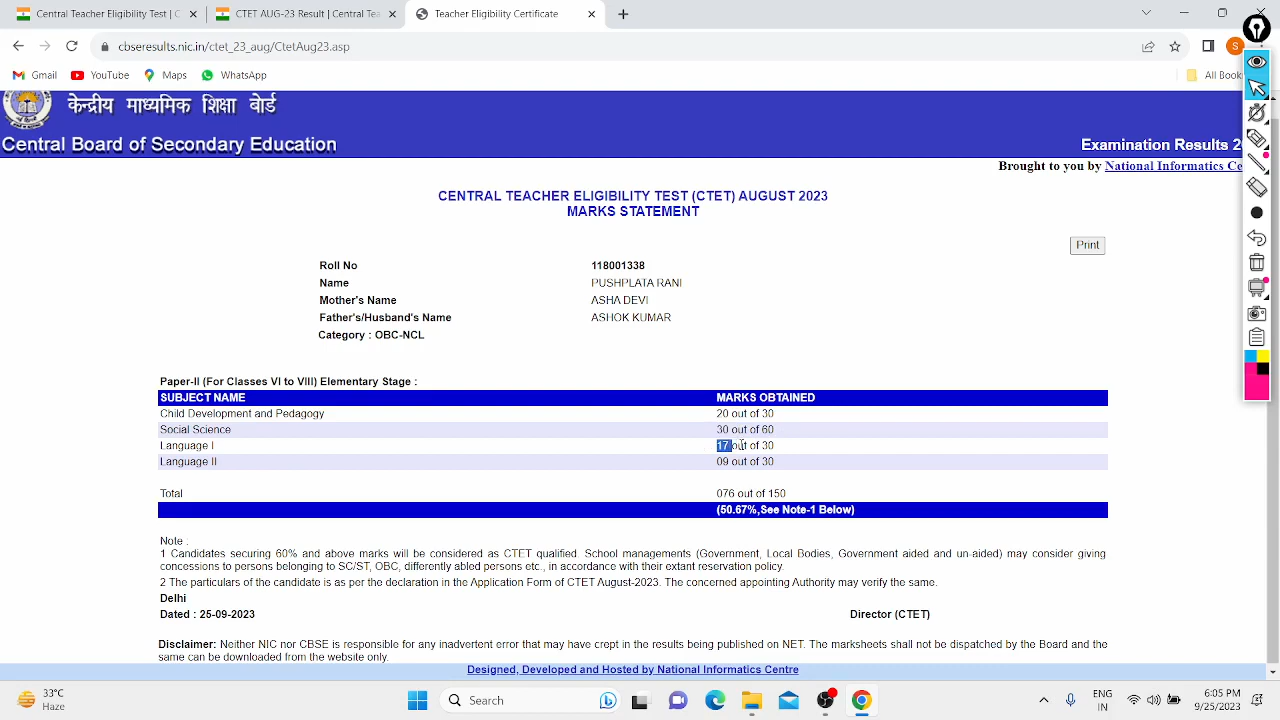 Central Teacher Eligibility Test |
CTET AUG-2023 Result | Central Tea
Teacher Eligibility Certificate
cbseresults.nic.in/ctet_23_aug/CtetAug23.asp
S
Gmail
YouTube
Maps
WhatsApp
All Book
केन्द्रीय माध्यमिक शिक्षा बोर्ड
Central Board of Secondary Education
Examination Results 20
Brought to you by National Informatics Ce
CENTRAL TEACHER ELIGIBILITY TEST (CTET) AUGUST 2023
MARKS STATEMENT
Print
Roll No 118001338
Name PUSHPLATA RANI
Mother's Name ASHA DEVI
Father's/Husband's Name ASHOK KUMAR
Category : OBC-NCL
Paper-II (For Classes VI to VIII) Elementary Stage :
SUBJECT NAME MARKS OBTAINED
Child Development and Pedagogy 20 out of 30
Social Science 30 out of 60
Language I 17 out of 30
Language II 09 out of 30
Total 076 out of 150
(50.67%,See Note-1 Below)
Note :
1 Candidates securing 60% and above marks will be considered as CTET qualified. School managements (Government, Local Bodies, Government aided and un-aided) may consider giving
concessions to persons belonging to SC/ST, OBC, differently abled persons etc., in accordance with their extant reservation policy.
2 The particulars of the candidate is as per the declaration in the Application Form of CTET August-2023. The concerned appointing Authority may verify the same.
Delhi
Dated : 25-09-2023 Director (CTET)
Disclaimer: Neither NIC nor CBSE is responsible for any inadvertent error that may have crept in the results being published on NET. The marksheets shall not be dispatched by the Board and the
same can be downloaded from the website only.
Designed, Developed and Hosted by National Informatics Centre
33°C
Haze
Search
ENG
IN
6:05 PM
9/25/2023